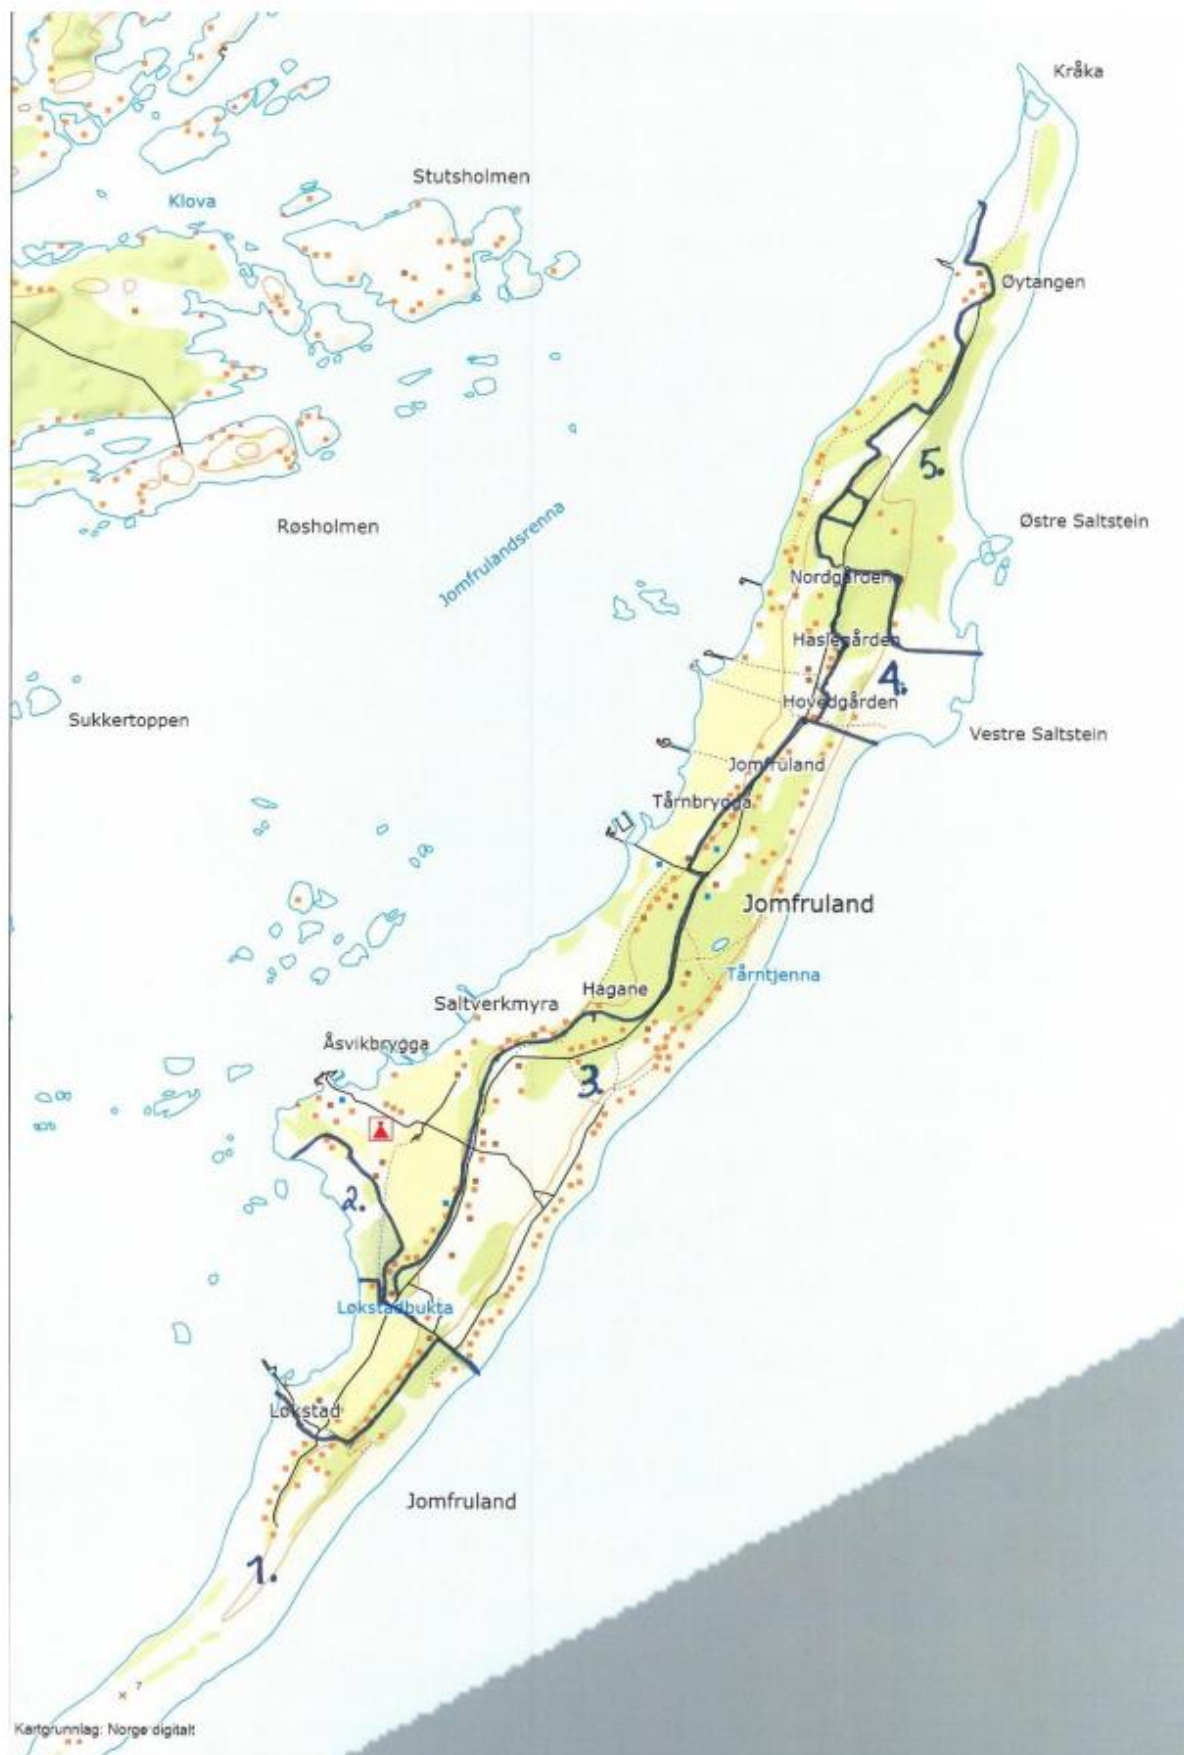 Kråka
Stutsholmen
Klova
Øytangen
5.
Østre Saltstein
Røsholmen
Jomfrulandsrenna
Nordgården
Haslegården
4.
Hovedgården
Sukkertoppen
Vestre Saltstein
Jomfruland
Tårnbrygga
Jomfruland
Tårntjenna
Hagane
Saltverkmyra
Åsvikbrygga
3.
2.
Løkstadbukta
Løkstad
Jomfruland
1.
7
Kartgrunnlag: Norge digitalt